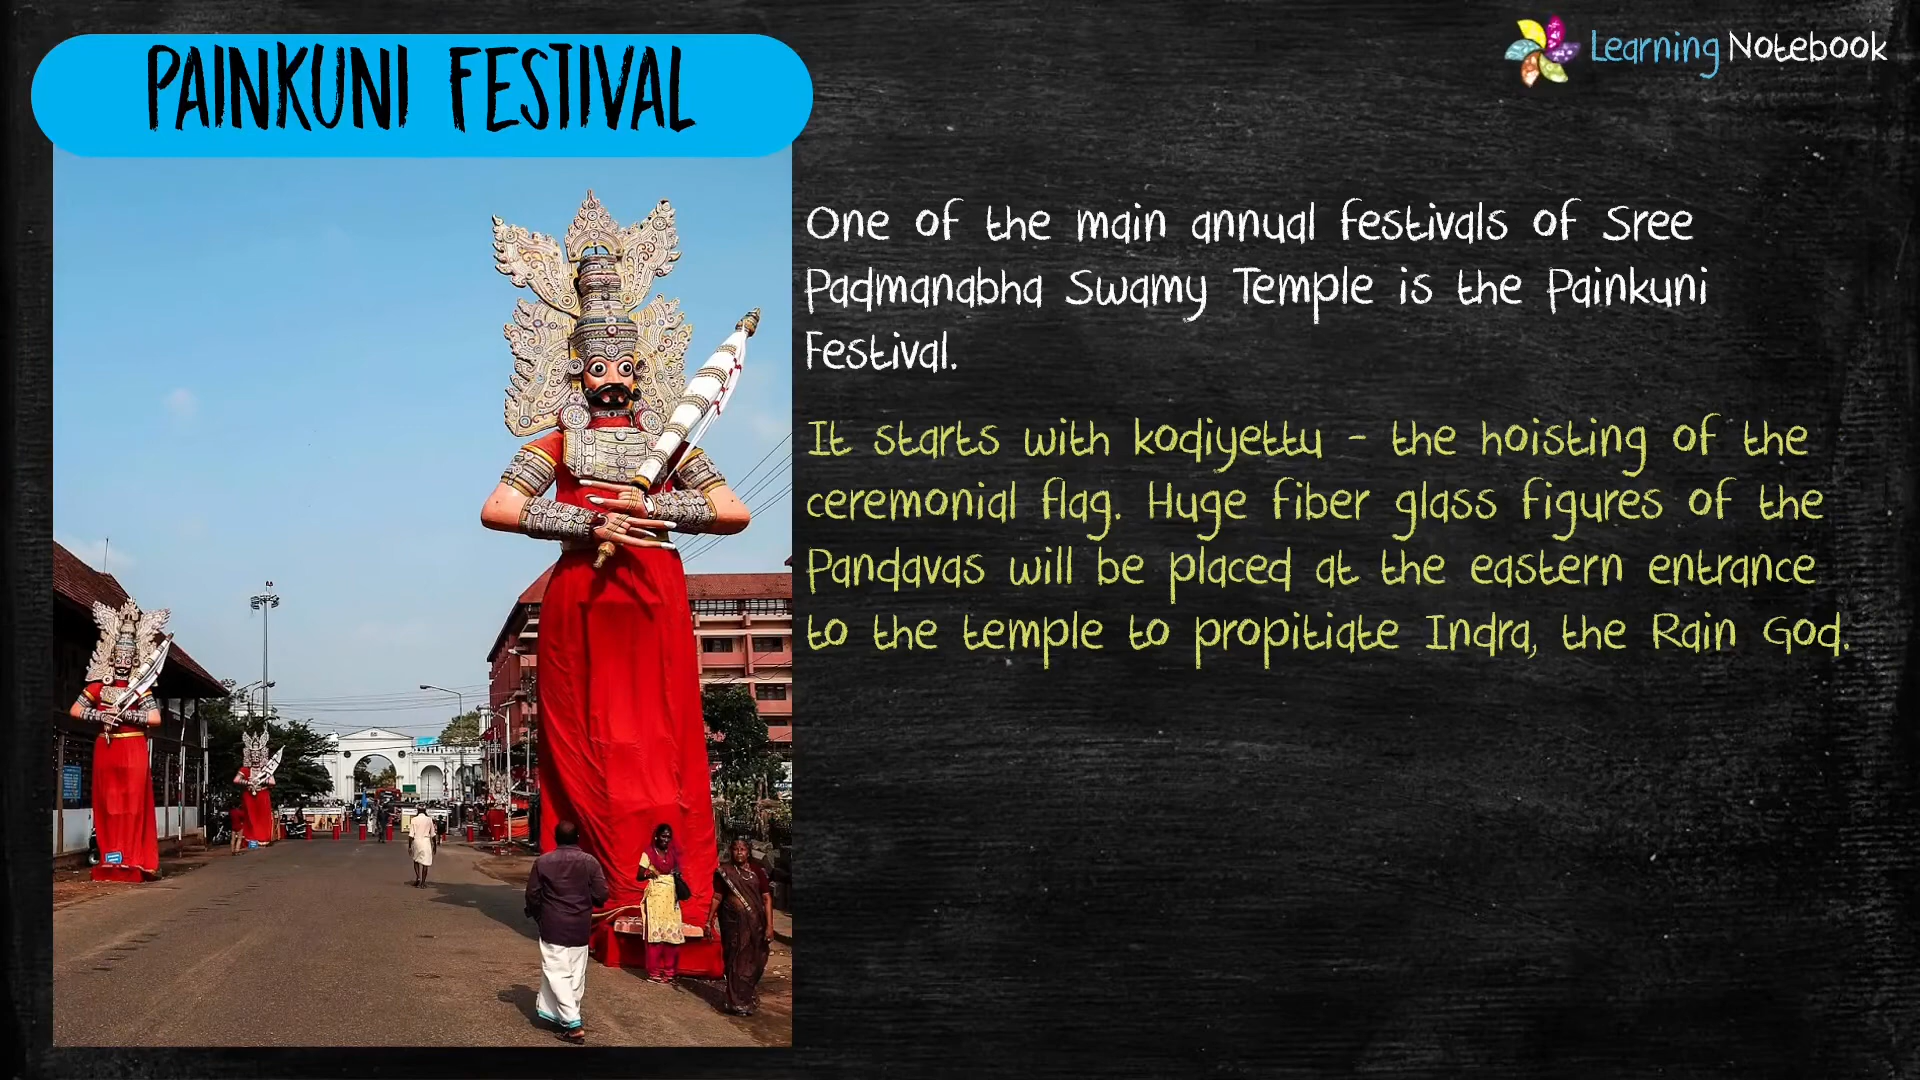 PAINKUNI FESTIVAL
Learning Notebook
One of the main annual festivals of Sree
Padmanabha Swamy Temple is the Painkuni
Festival.
It starts with kodiyettu - the hoisting of the
ceremonial flag. Huge fiber glass figures of the
Pandavas will be placed at the eastern entrance
to the temple to propitiate Indra, the Rain God.